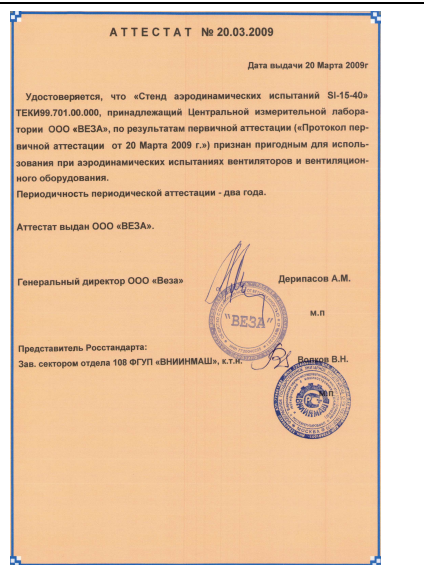 АТТЕСТАТ № 20.03.2009
Дата выдачи 20 Марта 2009г
Удостоверяется, что «Стенд аэродинамических испытаний SI-15-40»
ТЕКИ99.701.00.000, принадлежащий Центральной измерительной лабора-
тории ООО «ВЕЗА», по результатам первичной аттестации («Протокол пер-
вичной аттестации от 20 Марта 2009 г.») признан пригодным для исполь-
зования при аэродинамических испытаниях вентиляторов и вентиляцион-
ного оборудования.
Периодичность периодической аттестации - два года.
Аттестат выдан ООО «ВЕЗА».
Генеральный директор ООО «Веза» Дерипасов А.М.
м.п
"ВЕЗА"
Представитель Росстандарта:
Зав. сектором отдела 108 ФГУП «ВНИИНМАШ», к.т.н. Волков В.Н.
м.п
ВНИИНМАШ
МОСКВА